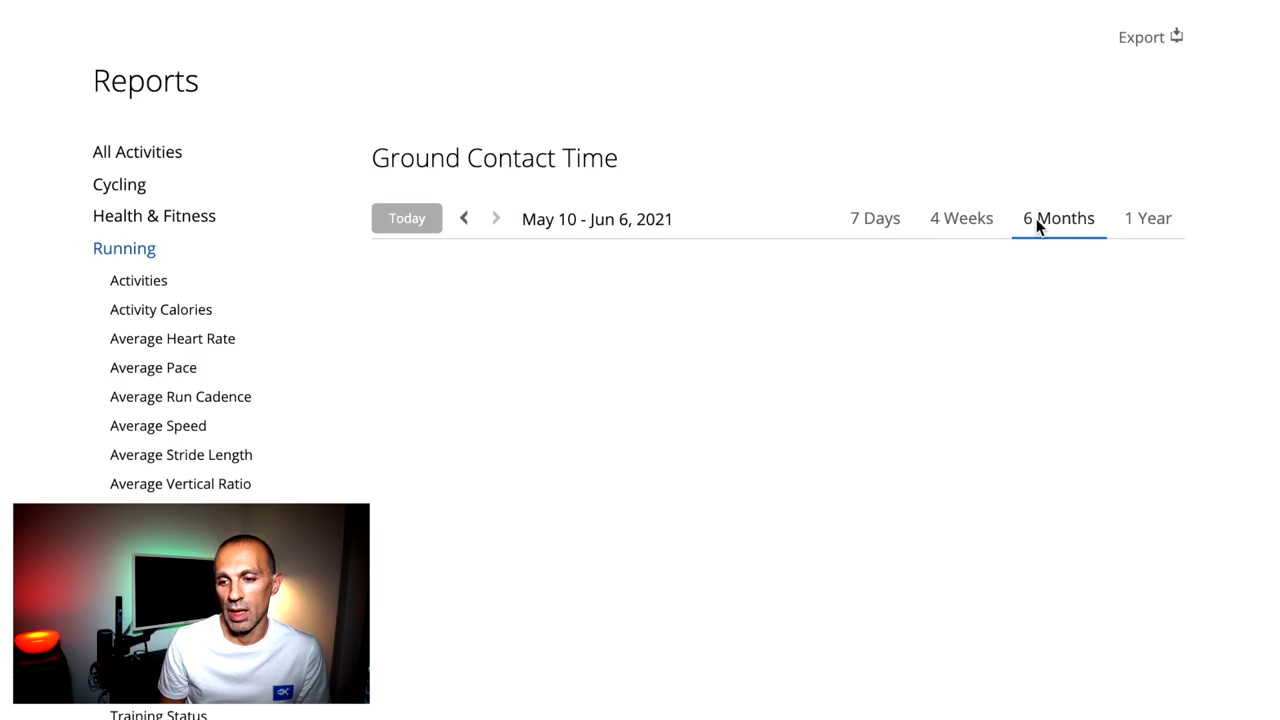 Export
Reports
All Activities
Cycling
Health & Fitness
Running
Activities
Activity Calories
Average Heart Rate
Average Pace
Average Run Cadence
Average Speed
Average Stride Length
Average Vertical Ratio
Training Status
Ground Contact Time
Today May 10 - Jun 6, 2021 7 Days 4 Weeks 6 Months 1 Year